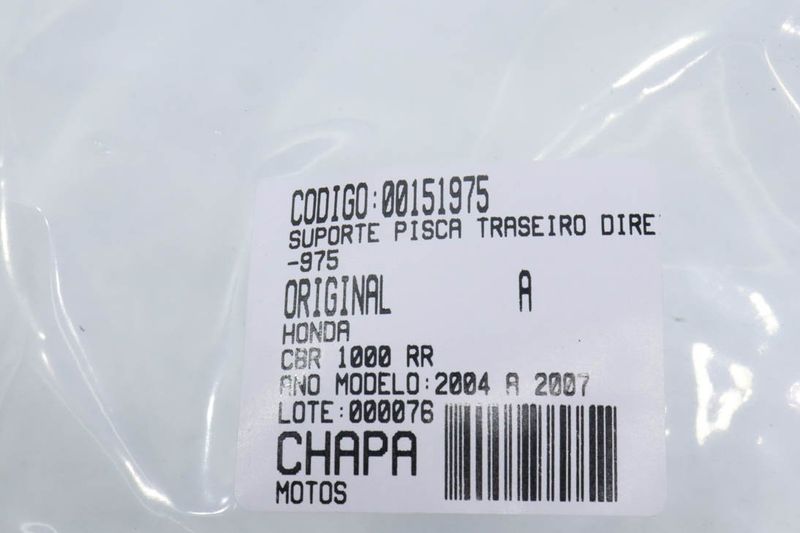 CODIGO:00151975
SUPORTE PISCA TRASEIRO DIRE
-975
ORIGINAL A
HONDA
CBR 1000 RR
ANO MODELO:2004 A 2007
LOTE:000076
CHAPA
MOTOS